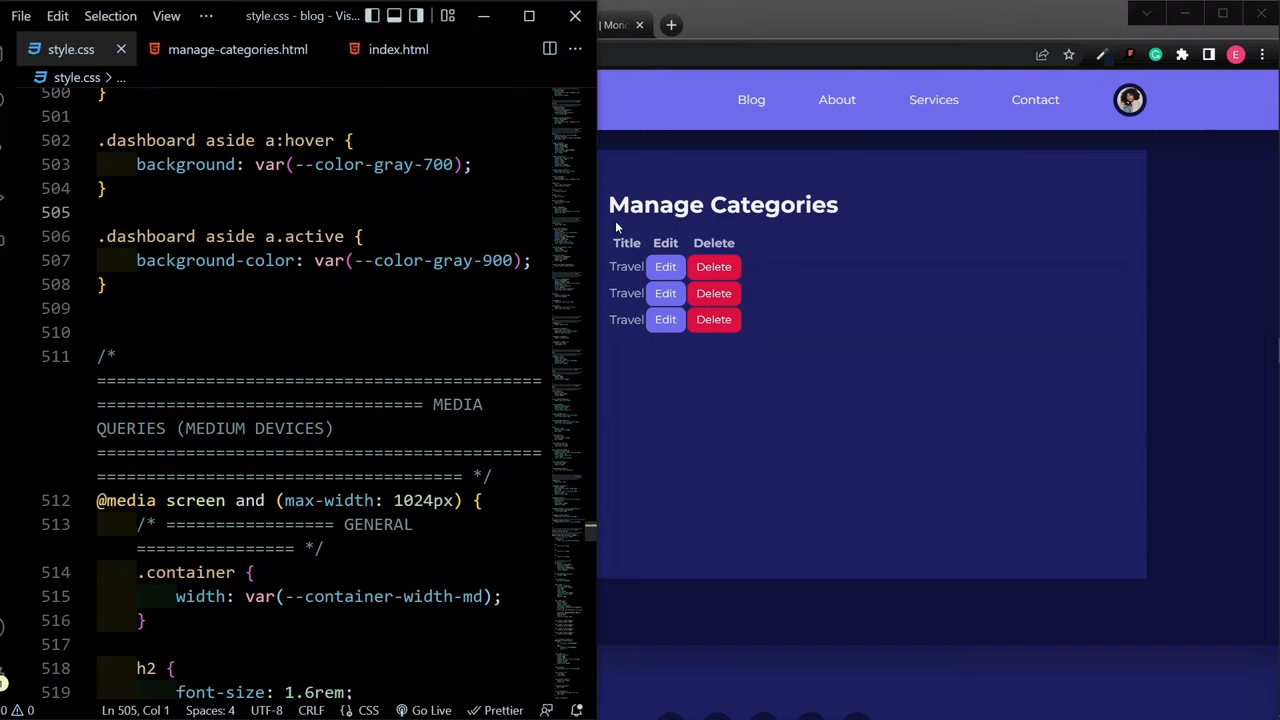 File Edit Selection View ··· style.css - blog - Vis...
style.css manage-categories.html index.html
style.css > ...
500 }
501
502 .dashboard aside a:hover {
503 background: var(--color-gray-700);
504 }
505
506 .dashboard aside a.active {
507 background-color: var(--color-gray-900);
508 }
509
510
511 /*
=============================================
================================= MEDIA
QUERIES (MEDIUM DEVICES)
=============================================
===================================== */
512 @media screen and (max-width: 1024px) {
513 /* ================= GENERAL
================ */
514 .container {
515 width: var(--container-width-md);
516 }
517
518 h2 {
519 font-size: 1.6rem;
Col 1 Spaces: 4 UTF-8 CRLF CSS Go Live Prettier
E
Blog About Services Contact
Manage Categories
Title Edit Delete
Travel Edit Delete
Travel Edit Delete
Travel Edit Delete